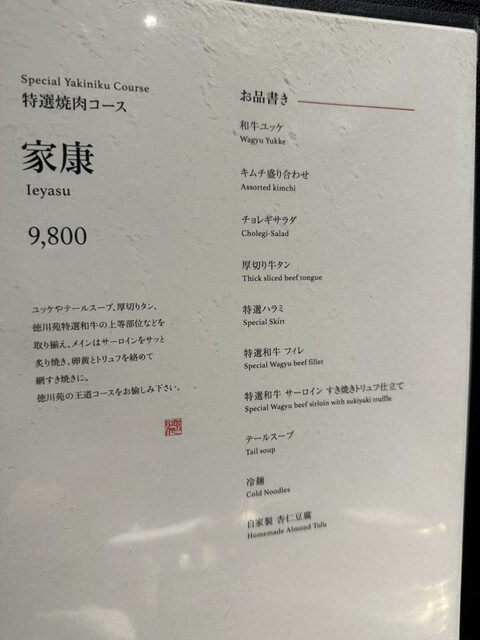 Special Yakiniku Course
特選焼肉コース
家康
Ieyasu
9,800
ユッケやテールスープ、厚切りタン、
徳川苑特選和牛の上等部位などを
取り揃え、メインはサーロインをサッと
炙り焼き、卵黄とトリュフを絡めて
網すき焼きに。
徳川苑の王道コースをお愉しみ下さい。
お品書き
和牛ユッケ
Wagyu Yukke
キムチ盛り合わせ
Assorted kimchi
チョレギサラダ
Cholegi-Salad
厚切り牛タン
Thick sliced beef tongue
特選ハラミ
Special Skirt
特選和牛 フィレ
Special Wagyu beef fillet
特選和牛 サーロイン すき焼きトリュフ仕立て
Special Wagyu beef sirloin with sukiyaki truffle
テールスープ
Tail soup
冷麺
Cold Noodles
自家製 杏仁豆腐
Homemade Almond Tofu